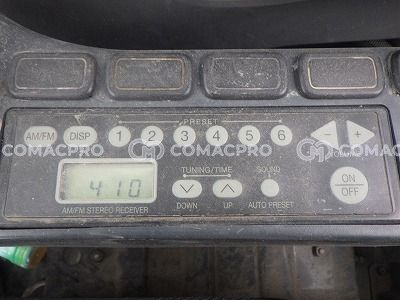 PRESET
AM/FM DISP 1 2 3 4 5 6 − +
VOLUME
COMACPRO COMACPRO COMACPRO
410
TUNING/TIME SOUND
ON
OFF
AM/FM STEREO RECEIVER DOWN UP AUTO PRESET